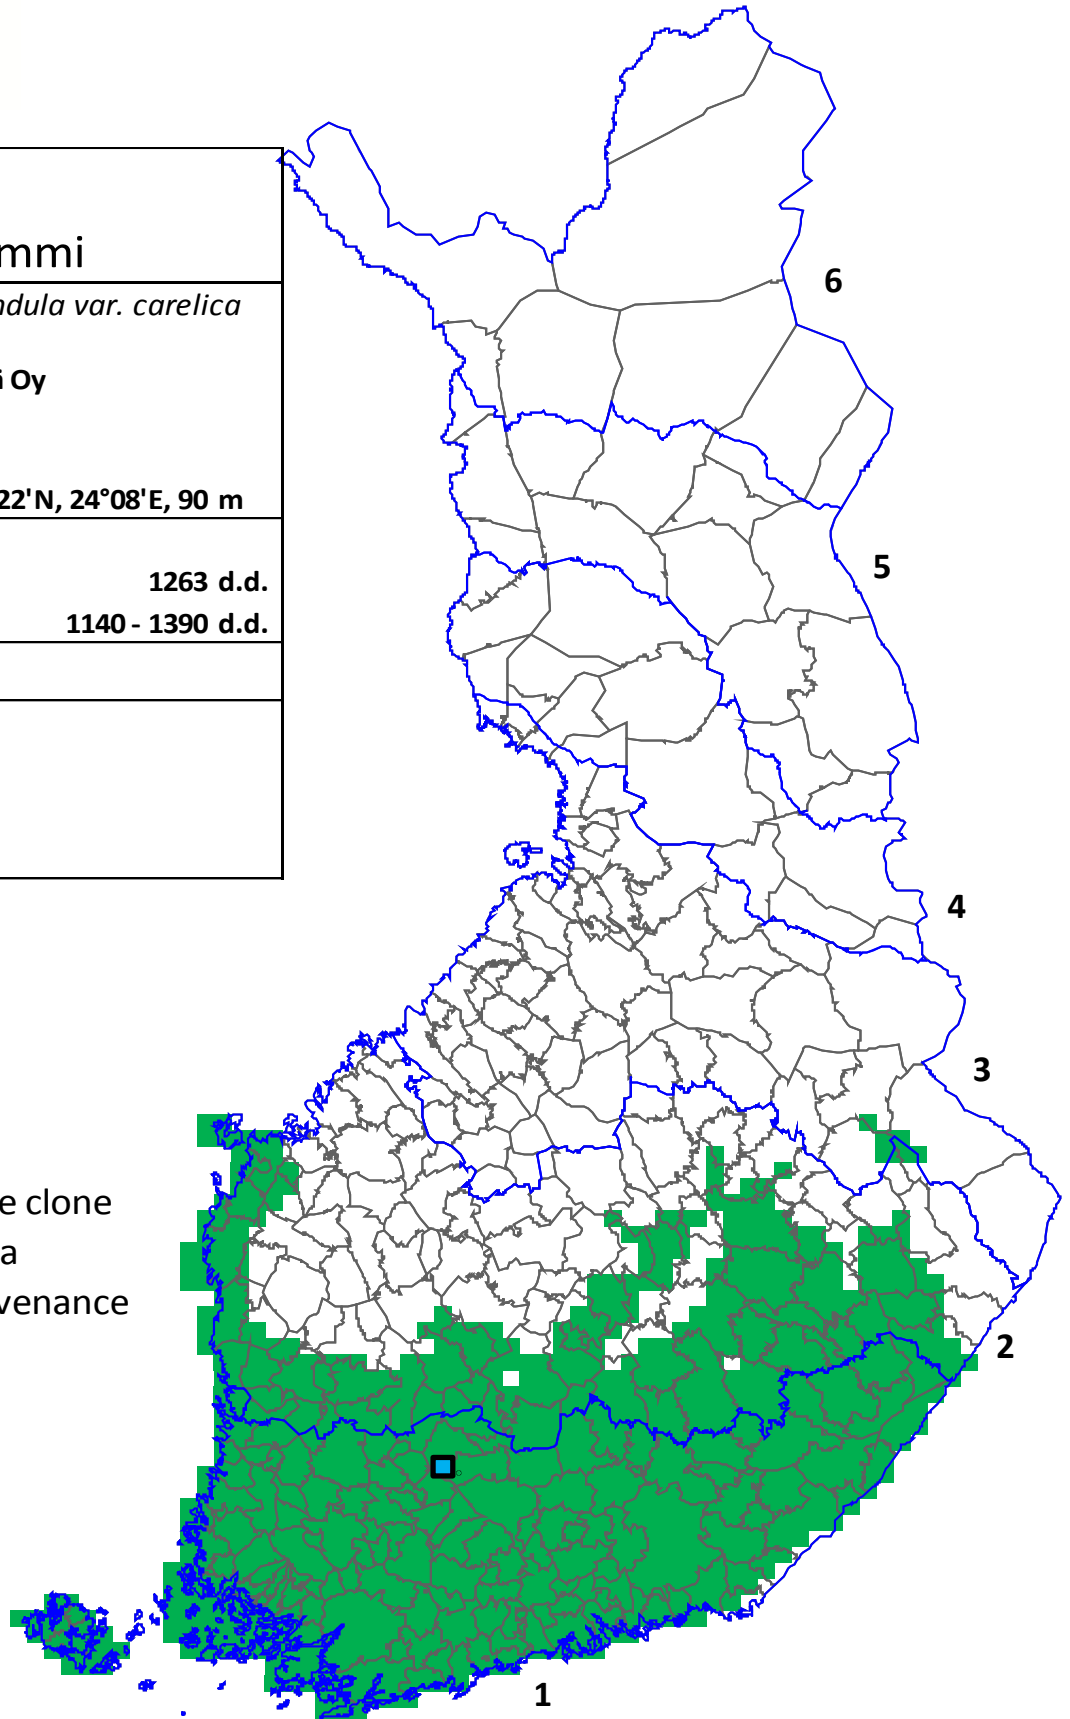 mmi
ndula var. carelica
Oy
22'N, 24°08'E, 90 m
1263 d.d.
1140 - 1390 d.d.
e clone
a
venance
6
5
4
3
2
1